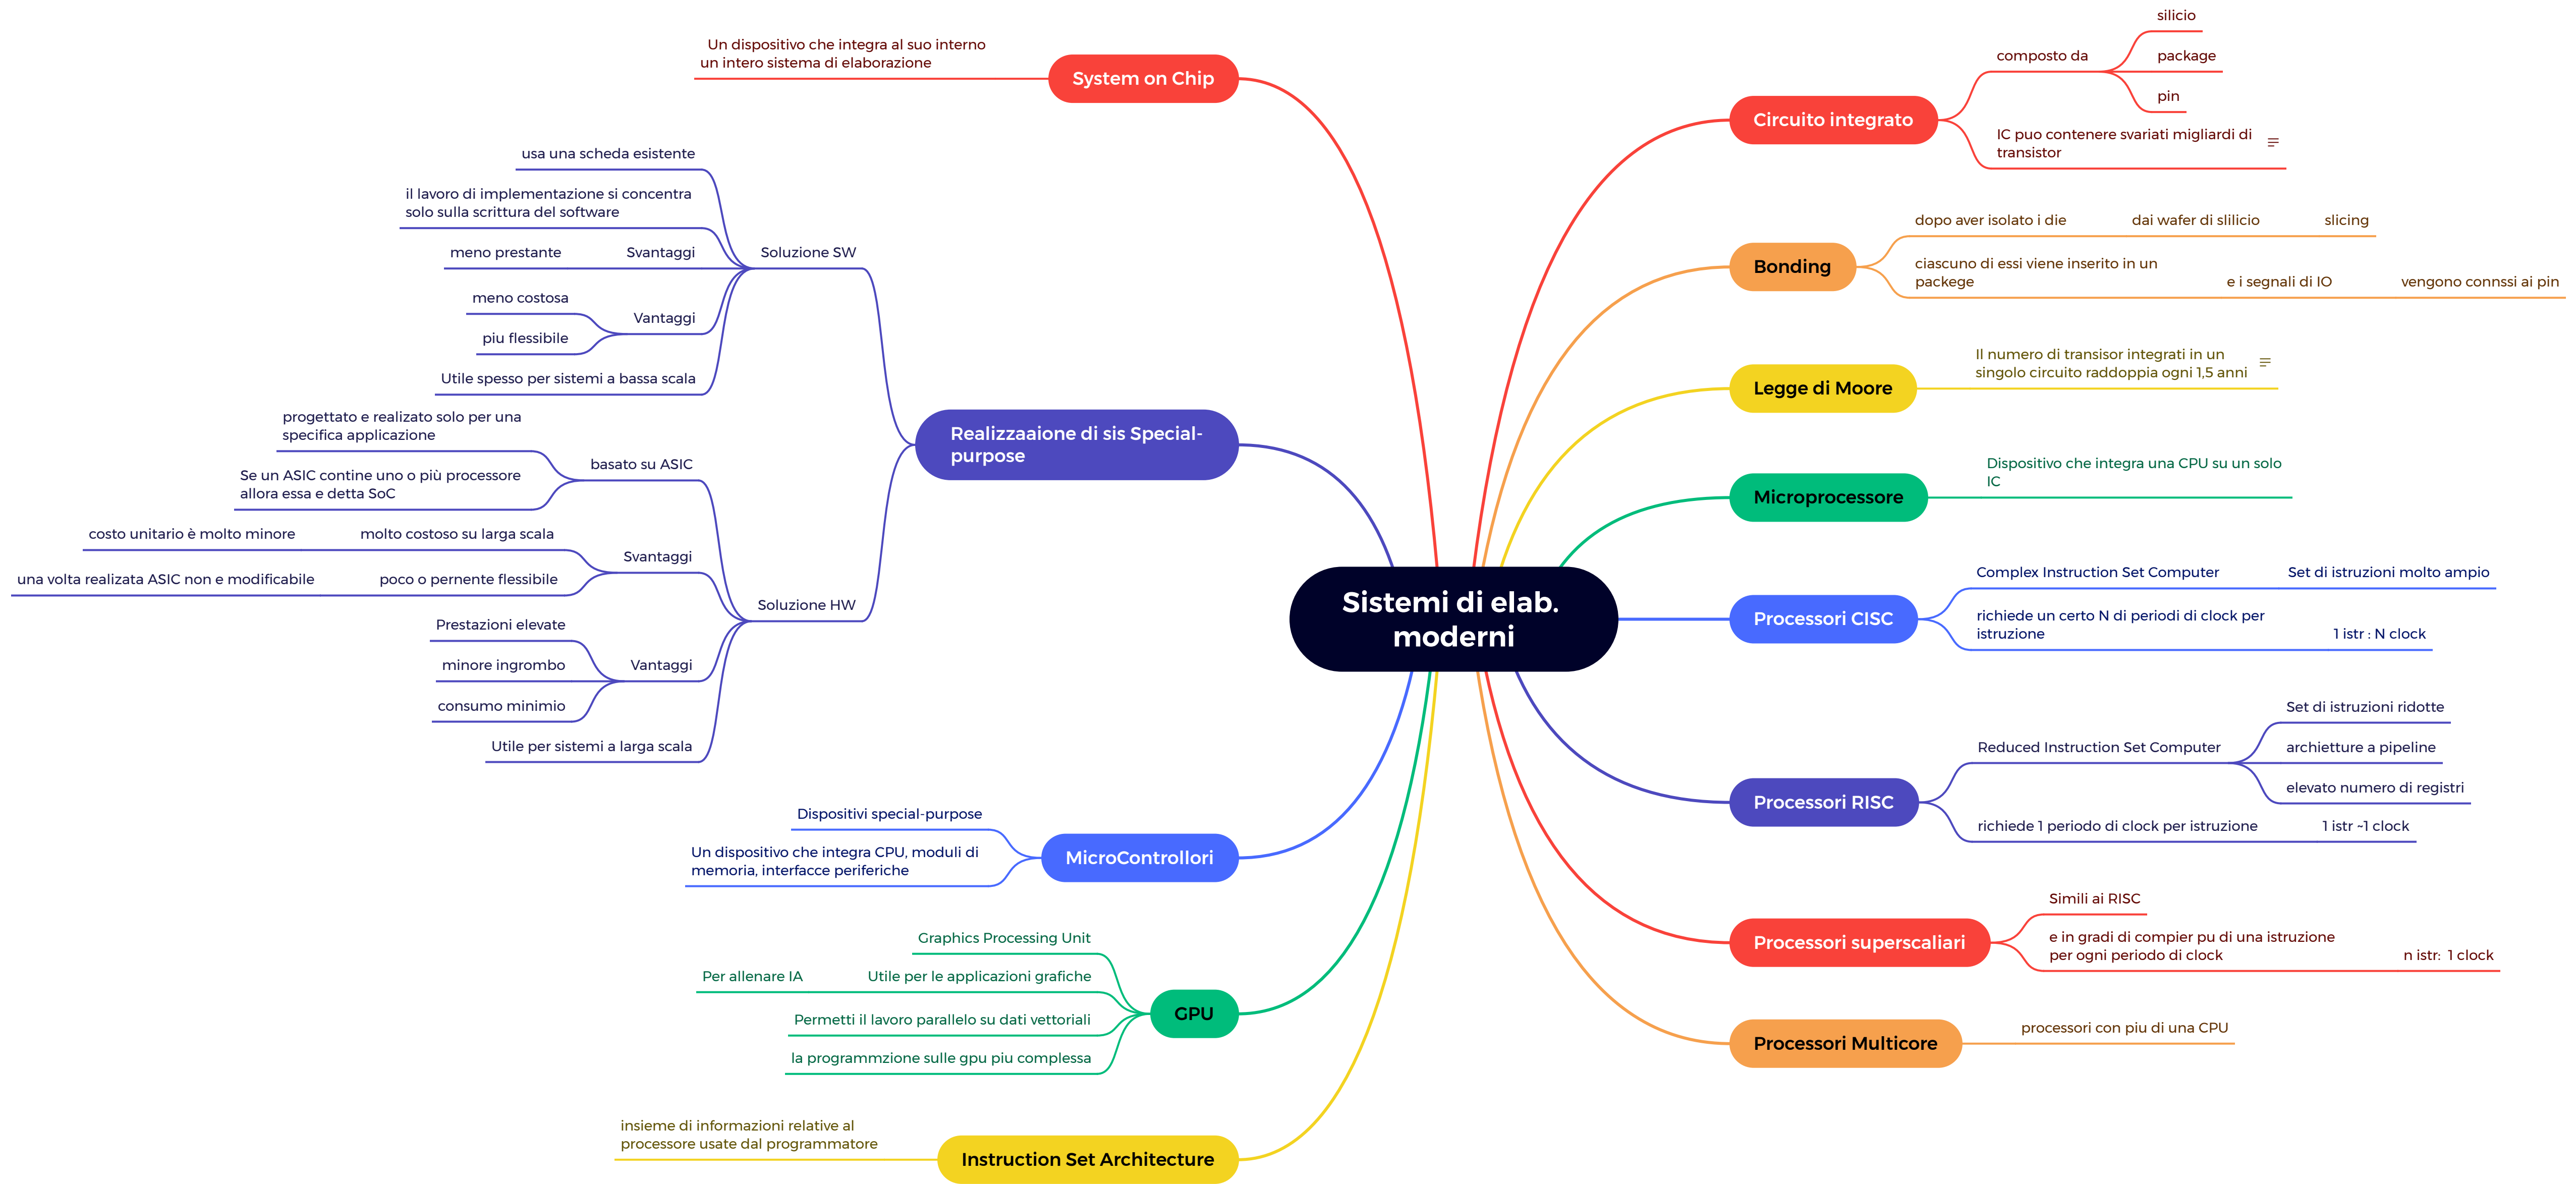 Sistemi di elab.
moderni
Circuito integrato
composto da
silicio
package
pin
IC puo contenere svariati migliardi di
transistor
Bonding
dopo aver isolato i die
dai wafer di slilicio
slicing
ciascuno di essi viene inserito in un
packege
e i segnali di IO
vengono connssi ai pin
Legge di Moore
Il numero di transisor integrati in un
singolo circuito raddoppia ogni 1,5 anni
Microprocessore
Dispositivo che integra una CPU su un solo
IC
Processori CISC
Complex Instruction Set Computer
Set di istruzioni molto ampio
richiede un certo N di periodi di clock per
istruzione
1 istr : N clock
Processori RISC
Reduced Instruction Set Computer
Set di istruzioni ridotte
archietture a pipeline
elevato numero di registri
richiede 1 periodo di clock per istruzione
1 istr ~1 clock
Processori superscaliari
Simili ai RISC
e in gradi di compier pu di una istruzione
per ogni periodo di clock
n istr: 1 clock
Processori Multicore
processori con piu di una CPU
System on Chip
Un dispositivo che integra al suo interno
un intero sistema di elaborazione
Realizzaaione di sis Special-
purpose
Soluzione SW
usa una scheda esistente
il lavoro di implementazione si concentra
solo sulla scrittura del software
Svantaggi
meno prestante
Vantaggi
meno costosa
piu flessibile
Utile spesso per sistemi a bassa scala
Soluzione HW
basato su ASIC
progettato e realizato solo per una
specifica applicazione
Se un ASIC contine uno o più processore
allora essa e detta SoC
Svantaggi
molto costoso su larga scala
costo unitario è molto minore
poco o pernente flessibile
una volta realizata ASIC non e modificabile
Vantaggi
Prestazioni elevate
minore ingrombo
consumo minimio
Utile per sistemi a larga scala
MicroControllori
Dispositivi special-purpose
Un dispositivo che integra CPU, moduli di
memoria, interfacce periferiche
GPU
Graphics Processing Unit
Utile per le applicazioni grafiche
Per allenare IA
Permetti il lavoro parallelo su dati vettoriali
la programmzione sulle gpu piu complessa
Instruction Set Architecture
insieme di informazioni relative al
processore usate dal programmatore